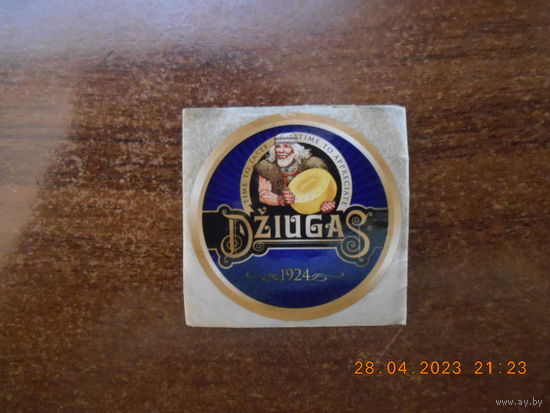 TIME TO TASTE TIME TO APPRECIATE
DŽIUGAS
1924
28.04.2023 21:23
www.ay.by